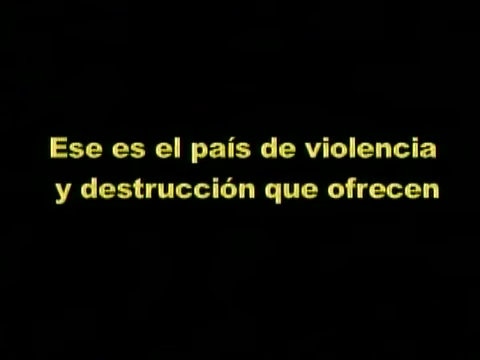 Ese es el país de violencia
y destrucción que ofrecen